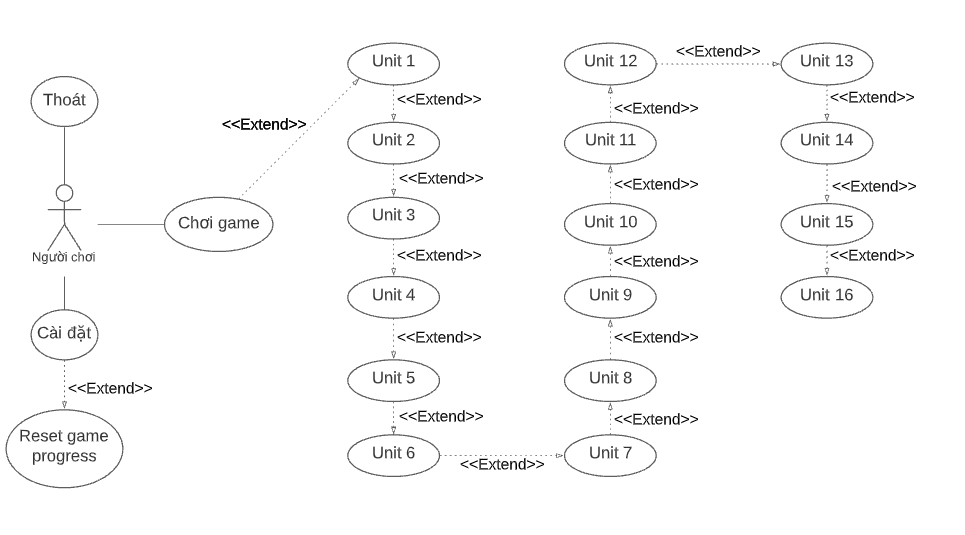 Thoát
Người chơi
Cài đặt
<<Extend>>
Reset game
progress
Chơi game
<<Extend>>
Unit 1
<<Extend>>
Unit 2
<<Extend>>
Unit 3
<<Extend>>
Unit 4
<<Extend>>
Unit 5
<<Extend>>
Unit 6
<<Extend>>
Unit 7
<<Extend>>
Unit 8
<<Extend>>
Unit 9
<<Extend>>
Unit 10
<<Extend>>
Unit 11
<<Extend>>
Unit 12
<<Extend>>
Unit 13
<<Extend>>
Unit 14
<<Extend>>
Unit 15
<<Extend>>
Unit 16